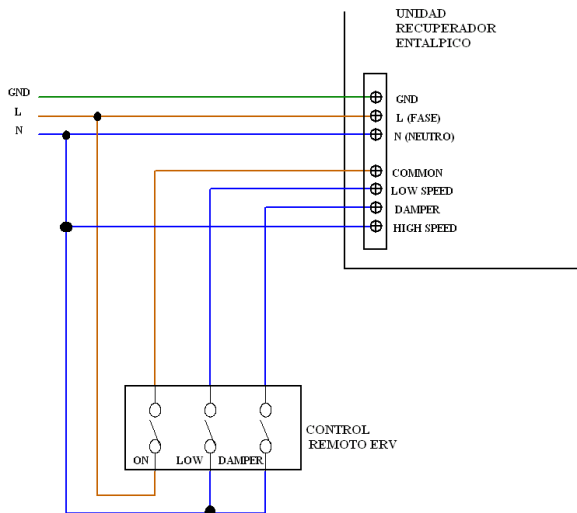 UNIDAD
RECUPERADOR
ENTALPICO
GND
L
N
GND
L (FASE)
N (NEUTRO)
COMMON
LOW SPEED
DAMPER
HIGH SPEED
CONTROL
REMOTO ERV
ON LOW DAMPER